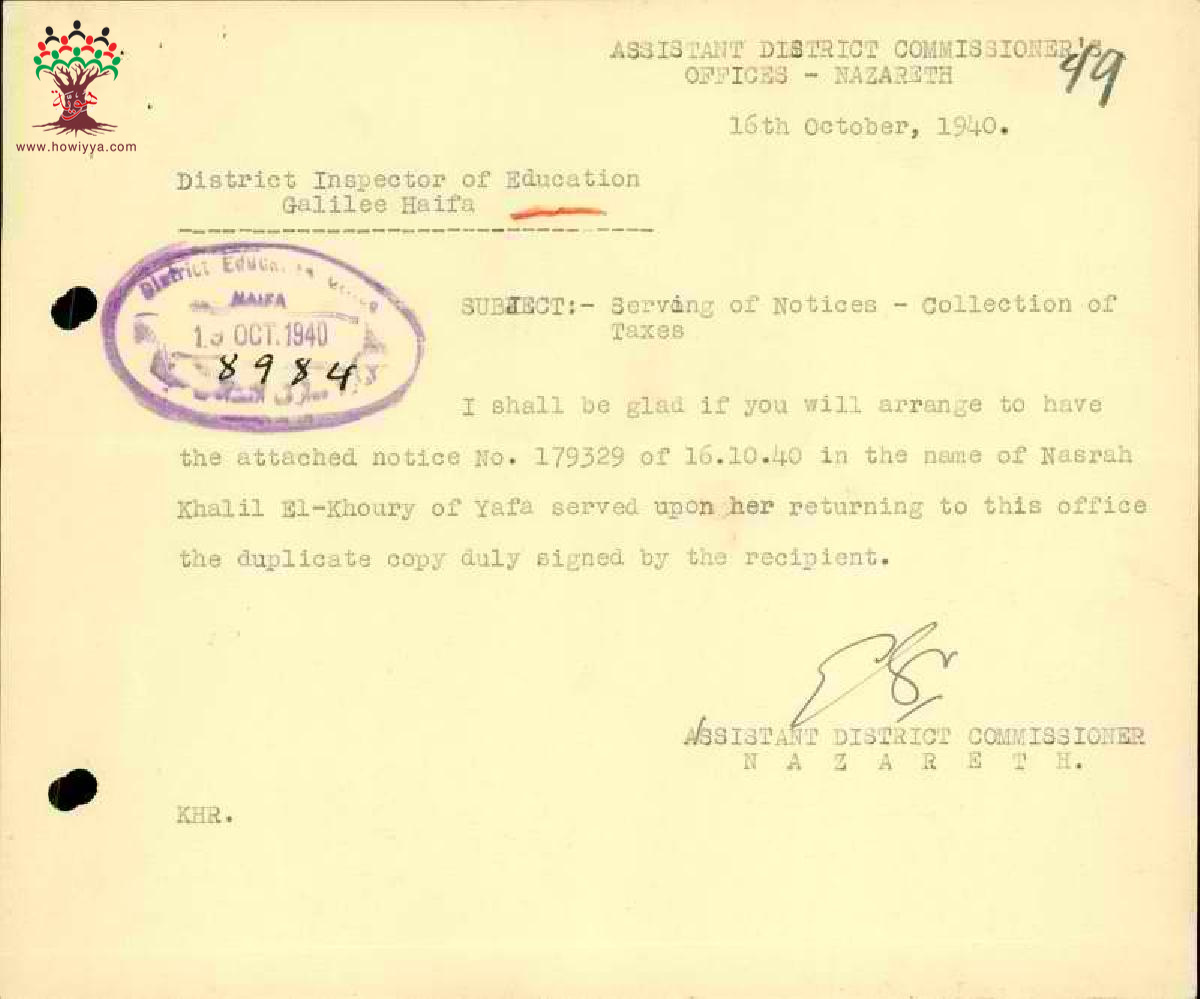 هوية
www.howiyya.com
ASSISTANT DISTRICT COMMISSIONER'S
OFFICES - NAZARETH
49
16th October, 1940.
District Inspector of Education
Galilee Haifa
District
HAIFA
OCT. 1940
8984
SUBJECT:- Serving of Notices - Collection of
Taxes
I shall be glad if you will arrange to have
the attached notice No. 179329 of 16.10.40 in the name of Nasrah
Khalil El-Khoury of Yafa served upon her returning to this office
the duplicate copy duly signed by the recipient.
ASSISTANT DISTRICT COMMISSIONER
N A Z A R E T H.
KHR.